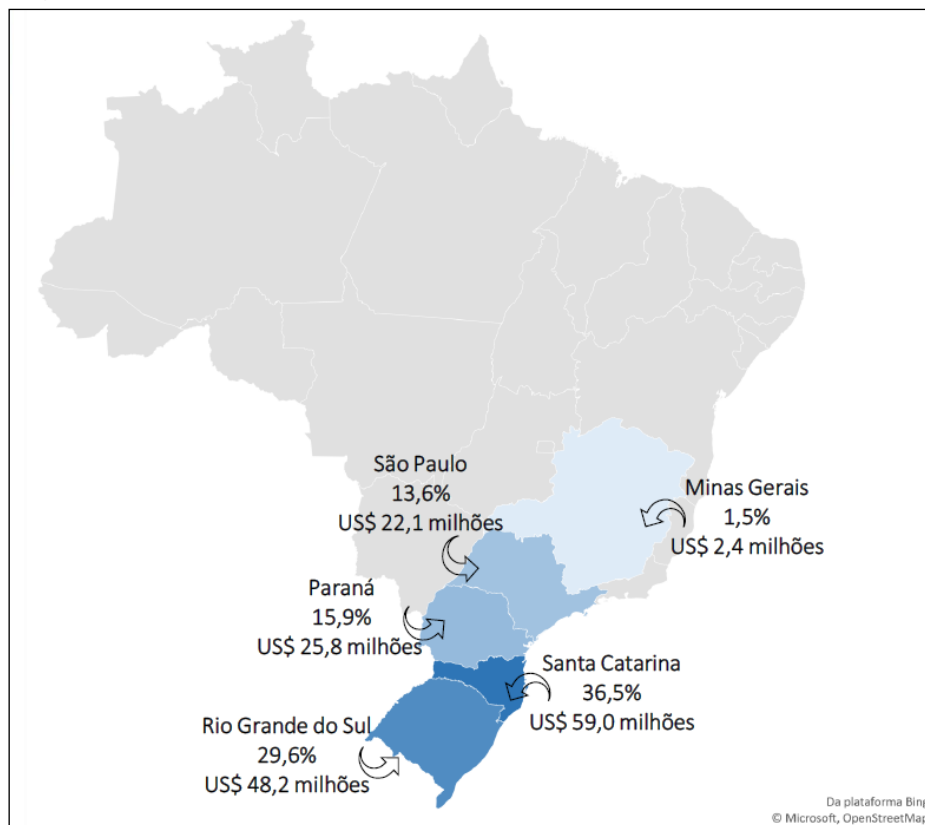 São Paulo
13,6%
US$ 22,1 milhões
Minas Gerais
1,5%
US$ 2,4 milhões
Paraná
15,9%
US$ 25,8 milhões
Santa Catarina
36,5%
US$ 59,0 milhões
Rio Grande do Sul
29,6%
US$ 48,2 milhões
Da plataforma Bing
© Microsoft, OpenStreetMap